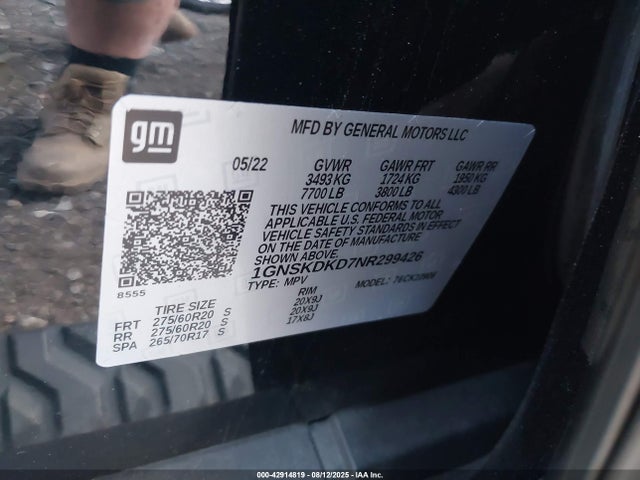 gm
MFD BY GENERAL MOTORS LLC
05/22 GVWR GAWR FRT GAWR RR
3493 KG 1724 KG 1950 KG
7700 LB 3800 LB 4300 LB
THIS VEHICLE CONFORMS TO ALL
APPLICABLE U.S. FEDERAL MOTOR
VEHICLE SAFETY STANDARDS IN EFFECT
ON THE DATE OF MANUFACTURE
SHOWN ABOVE.
1GNSKDKD7NR299426
TYPE: MPV MODEL:
8555
TIRE SIZE RIM
FRT 275/60R20 S 20X9J
RR 275/60R20 S 20X9J
SPA 265/70R17 S 17X8J
00-42914819 - 08/12/2025 - IAA Inc.